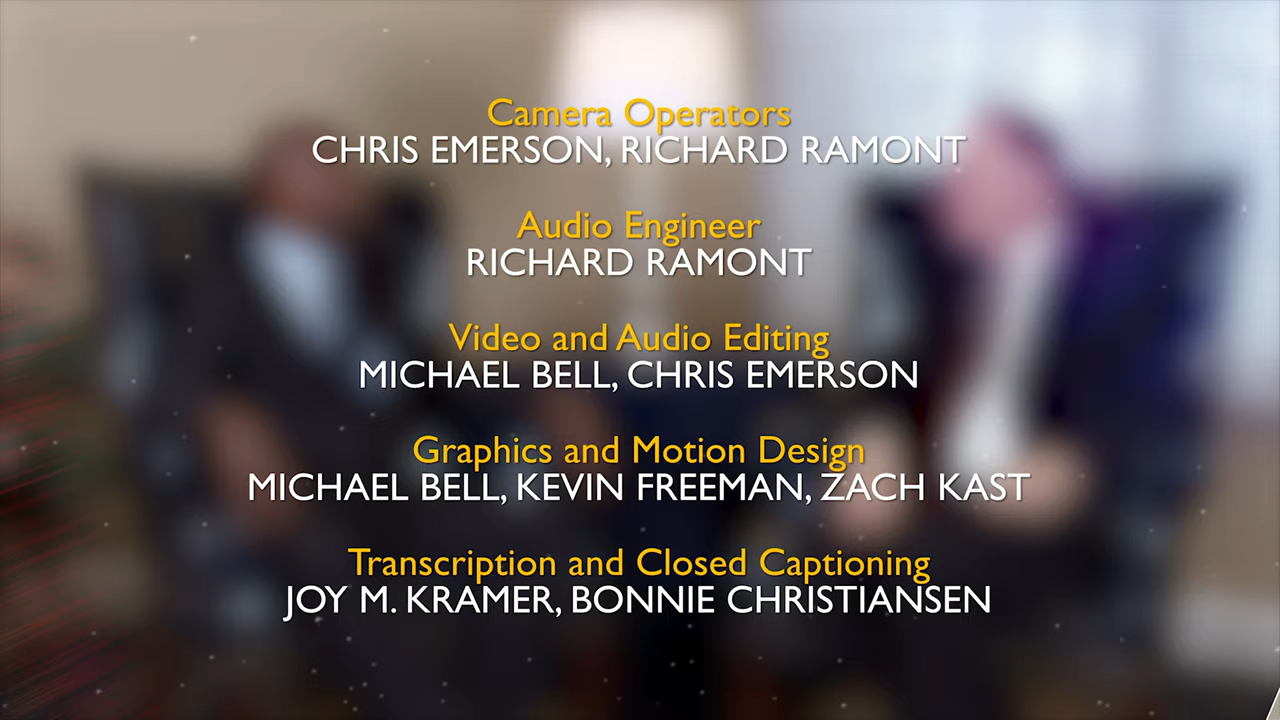 Camera Operators
CHRIS EMERSON, RICHARD RAMONT
Audio Engineer
RICHARD RAMONT
Video and Audio Editing
MICHAEL BELL, CHRIS EMERSON
Graphics and Motion Design
MICHAEL BELL, KEVIN FREEMAN, ZACH KAST
Transcription and Closed Captioning
JOY M. KRAMER, BONNIE CHRISTIANSEN